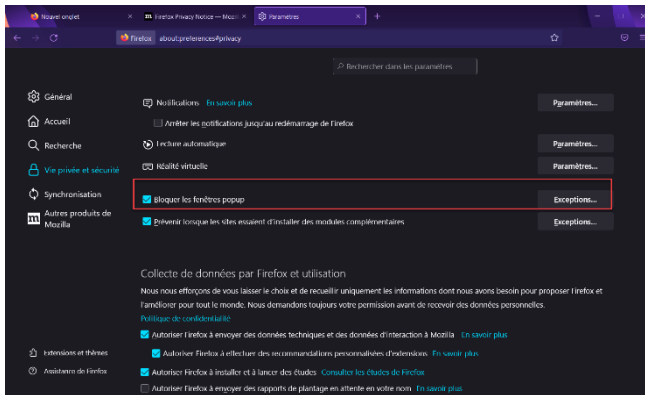 Nouvel onglet
Firefox Privacy Notice — Mozil
Paramètres
Firefox about:preferences#privacy
Rechercher dans les paramètres
Général
Notifications En savoir plus
Paramètres...
Accueil
Arrêter les notifications jusqu'au redémarrage de Firefox
Recherche
Lecture automatique
Paramètres...
Vie privée et sécurité
Réalité virtuelle
Paramètres...
Synchronisation
Bloquer les fenêtres popup
Exceptions...
Autres produits de
Mozilla
Prévenir lorsque les sites essaient d'installer des modules complémentaires
Exceptions...
Collecte de données par Firefox et utilisation
Nous nous efforçons de vous laisser le choix et de recueillir uniquement les informations dont nous avons besoin pour proposer Firefox et
l'améliorer pour tout le monde. Nous demandons toujours votre permission avant de recevoir des données personnelles.
Politique de confidentialité
Autoriser Firefox à envoyer des données techniques et des données d'interaction à Mozilla En savoir plus
Extensions et thèmes
Autoriser Firefox à effectuer des recommandations personnalisées d'extensions En savoir plus
Assistance de Firefox
Autoriser Firefox à installer et à lancer des études Consulter les études de Firefox
Autoriser Firefox à envoyer des rapports de plantage en attente en votre nom En savoir plus